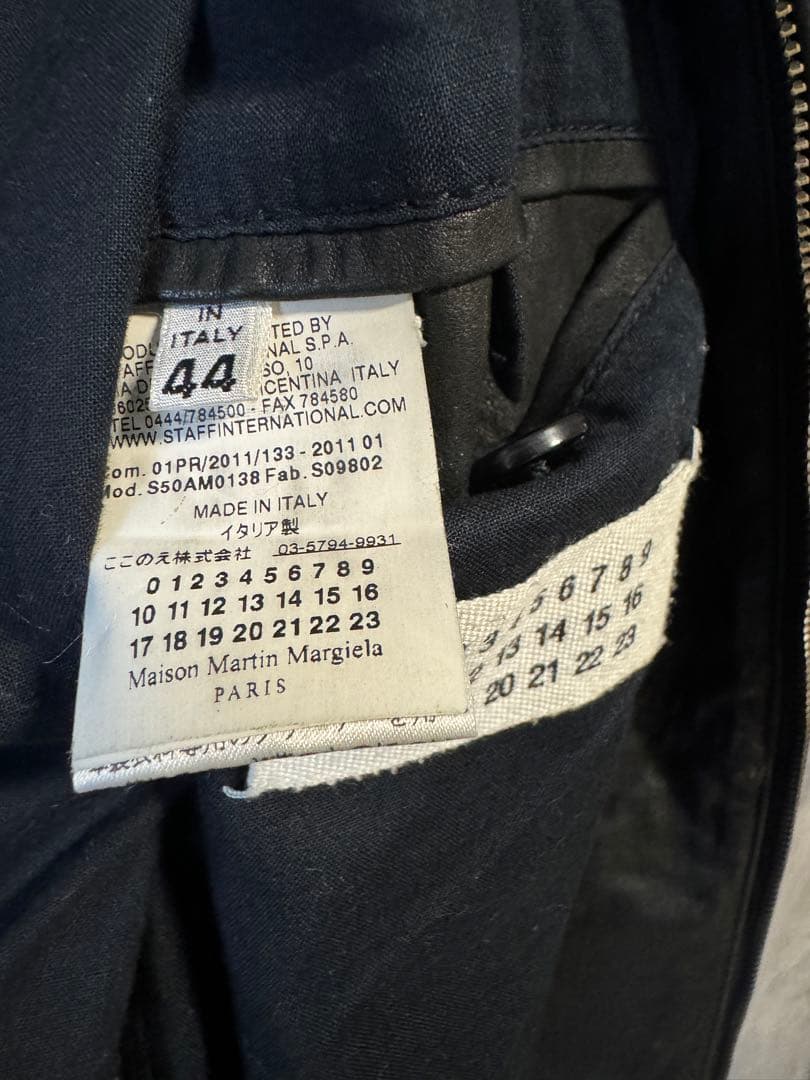 IN
ITALY
44
TED BY
NAL S.P.A.
SO, 10
CENTINA ITALY
TEL 0444/784500 - FAX 784580
WWW.STAFFINTERNATIONAL.COM
om. 01PR/2011/133 - 2011 01
Mod. S50AM0138 Fab. S09802
MADE IN ITALY
イタリア製
ここのえ株式会社 03-5794-9931
0 1 2 3 4 5 6 7 8 9
10 11 12 13 14 15 16
17 18 19 20 21 22 23
Maison Martin Margiela
PARIS
3 5 6 7 8 9
13 14 15 16
20 21 22 23